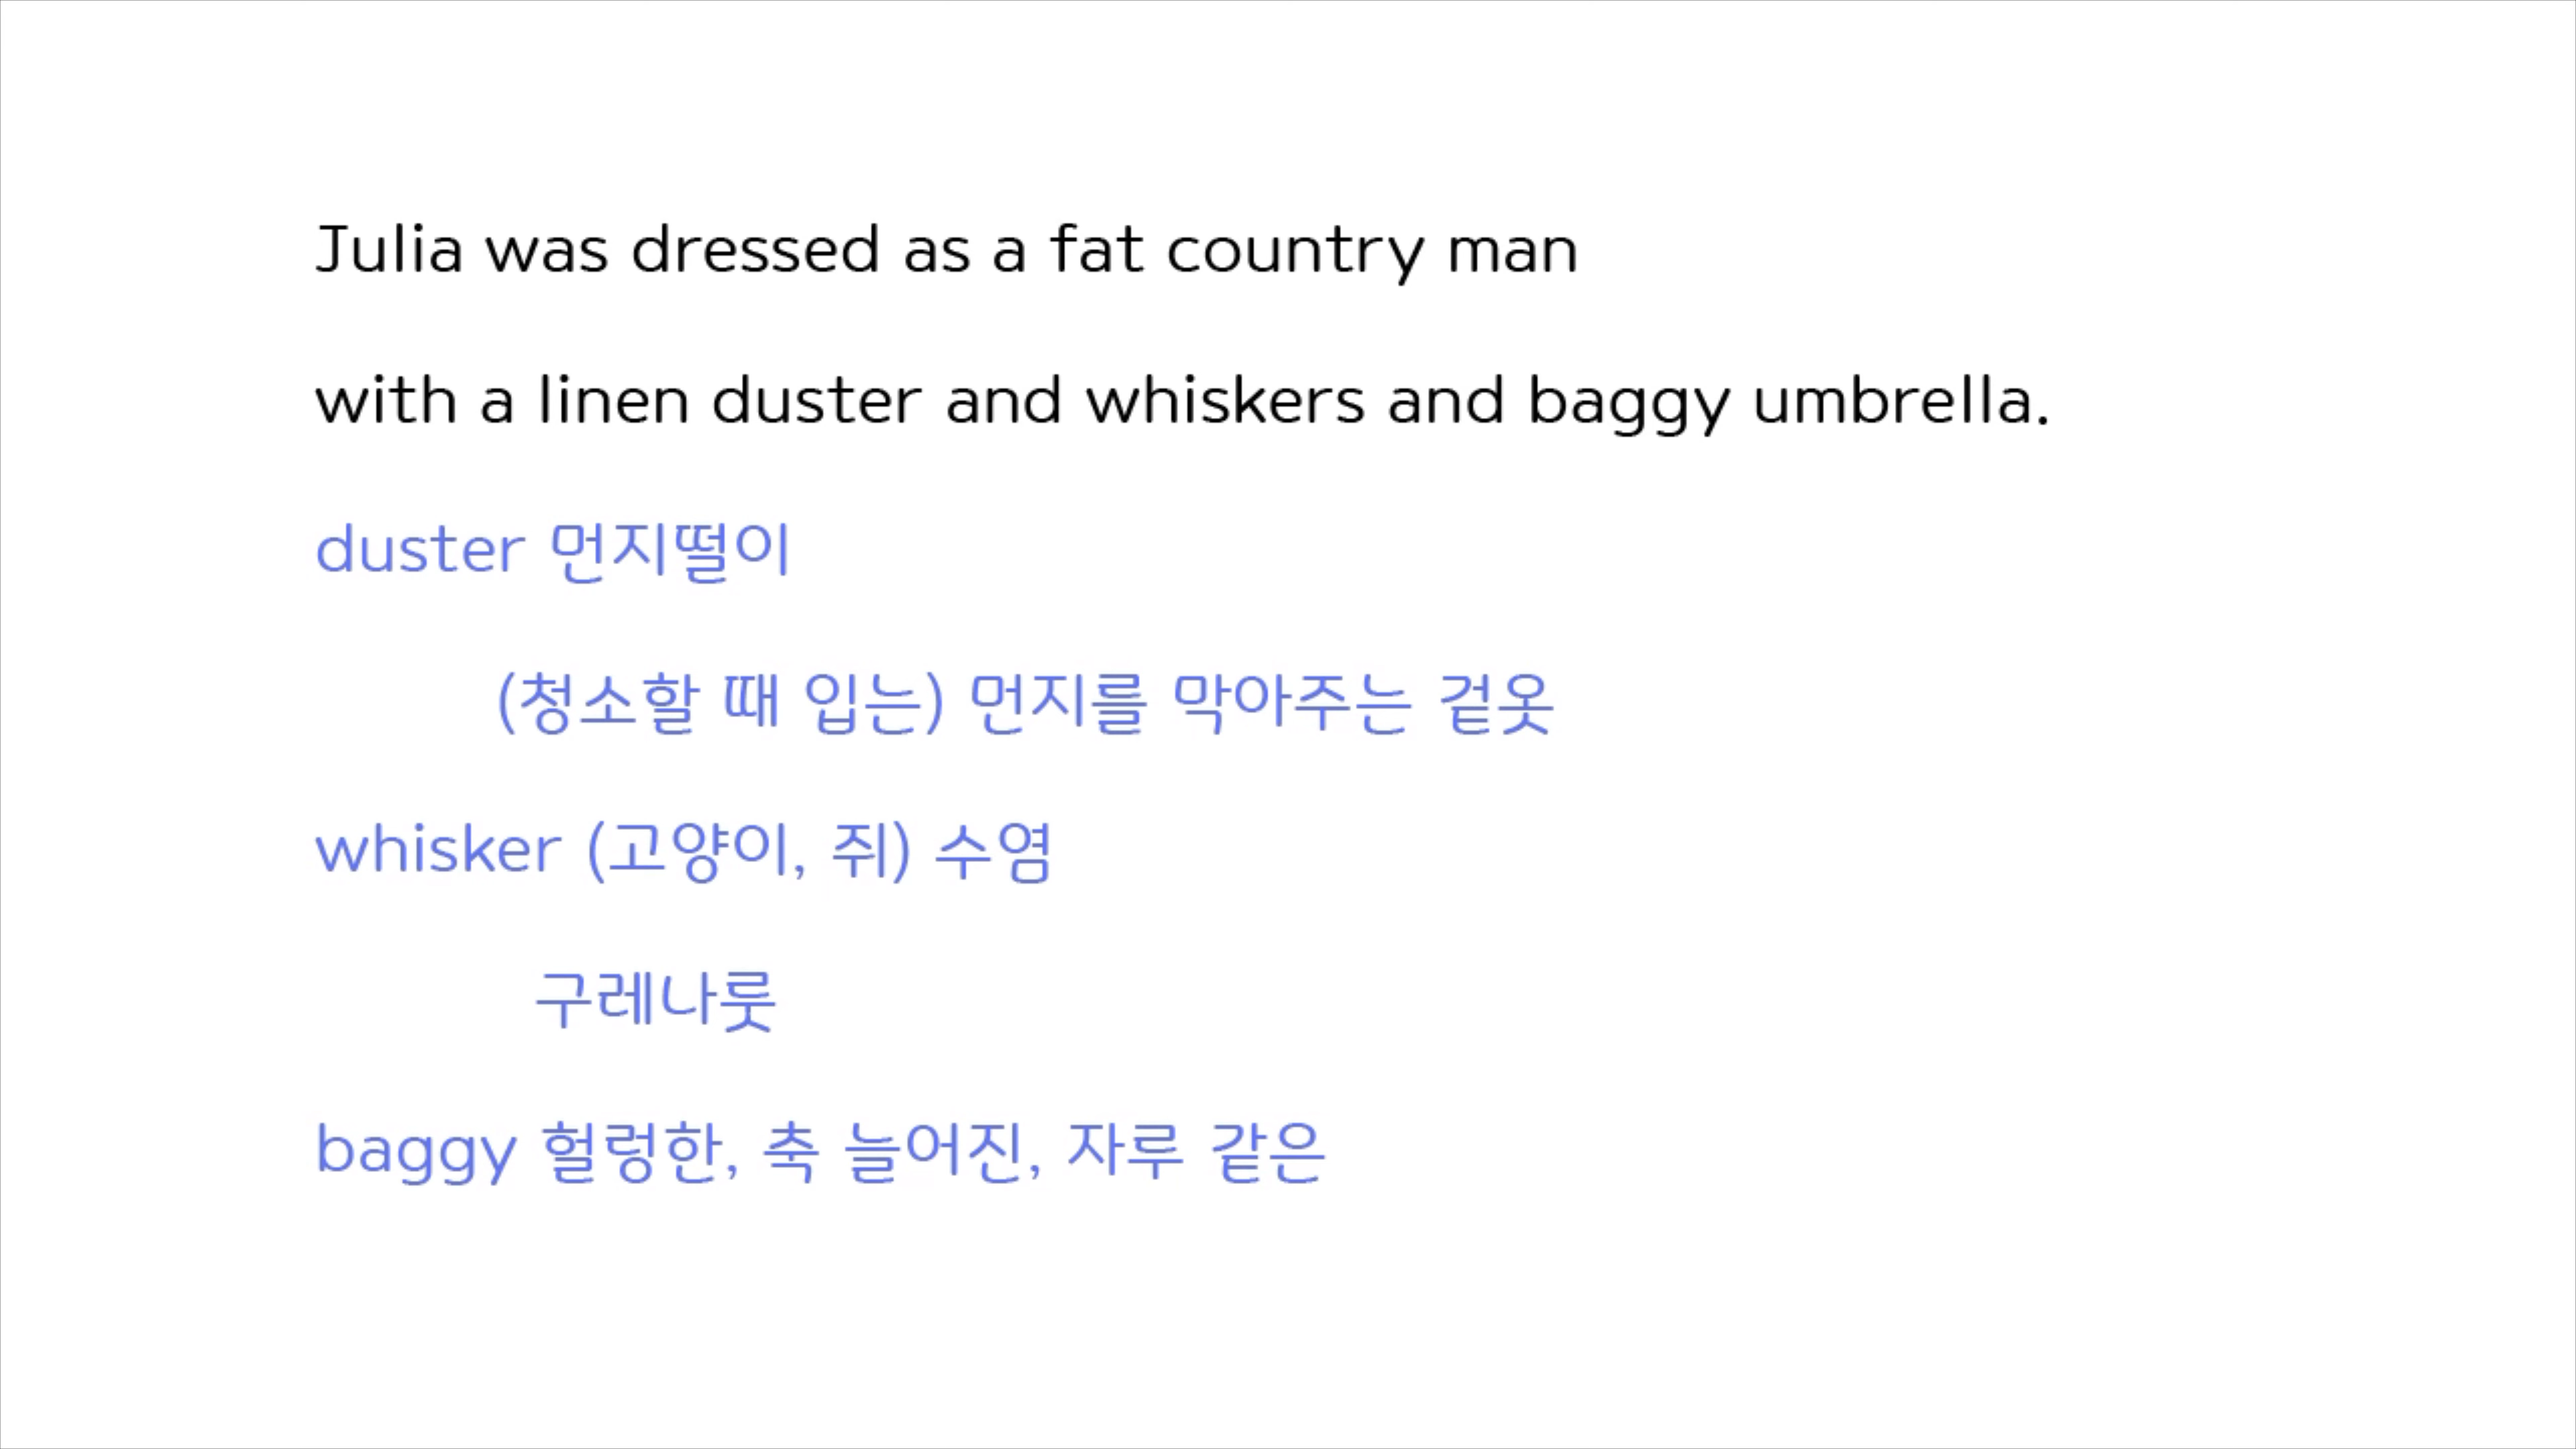 Julia was dressed as a fat country man
with a linen duster and whiskers and baggy umbrella.
duster 먼지떨이
(청소할 때 입는) 먼지를 막아주는 겉옷
whisker (고양이, 쥐) 수염
구레나룻
baggy 헐렁한, 축 늘어진, 자루 같은